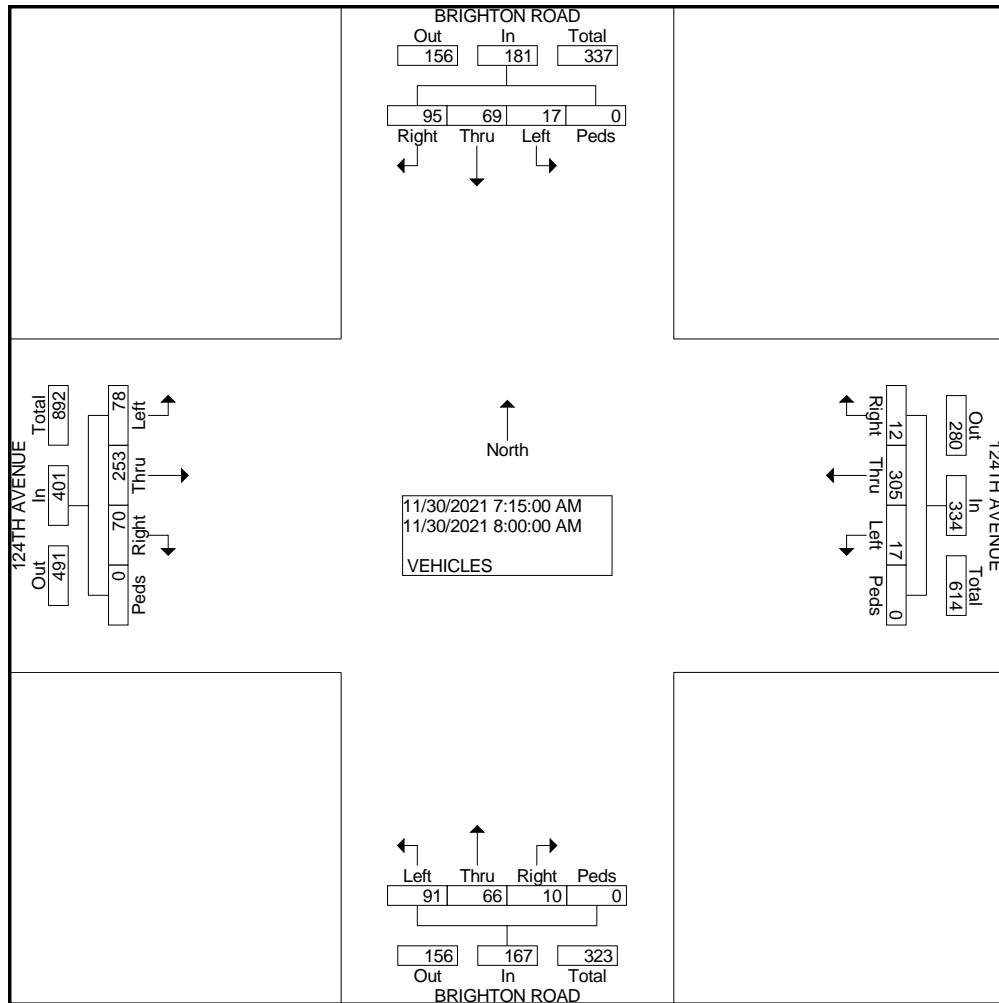 BRIGHTON ROAD
Out In Total
156 181 337
95 69 17 0
Right Thru Left Peds
124TH AVENUE
Total In Out
892 401 491
78 253 70 0
Left Thru Right Peds
North
11/30/2021 7:15:00 AM
11/30/2021 8:00:00 AM
VEHICLES
124TH AVENUE
Out In Total
280 334 614
12 305 17 0
Right Thru Left Peds
Left Thru Right Peds
91 66 10 0
156 167 323
Out In Total
BRIGHTON ROAD